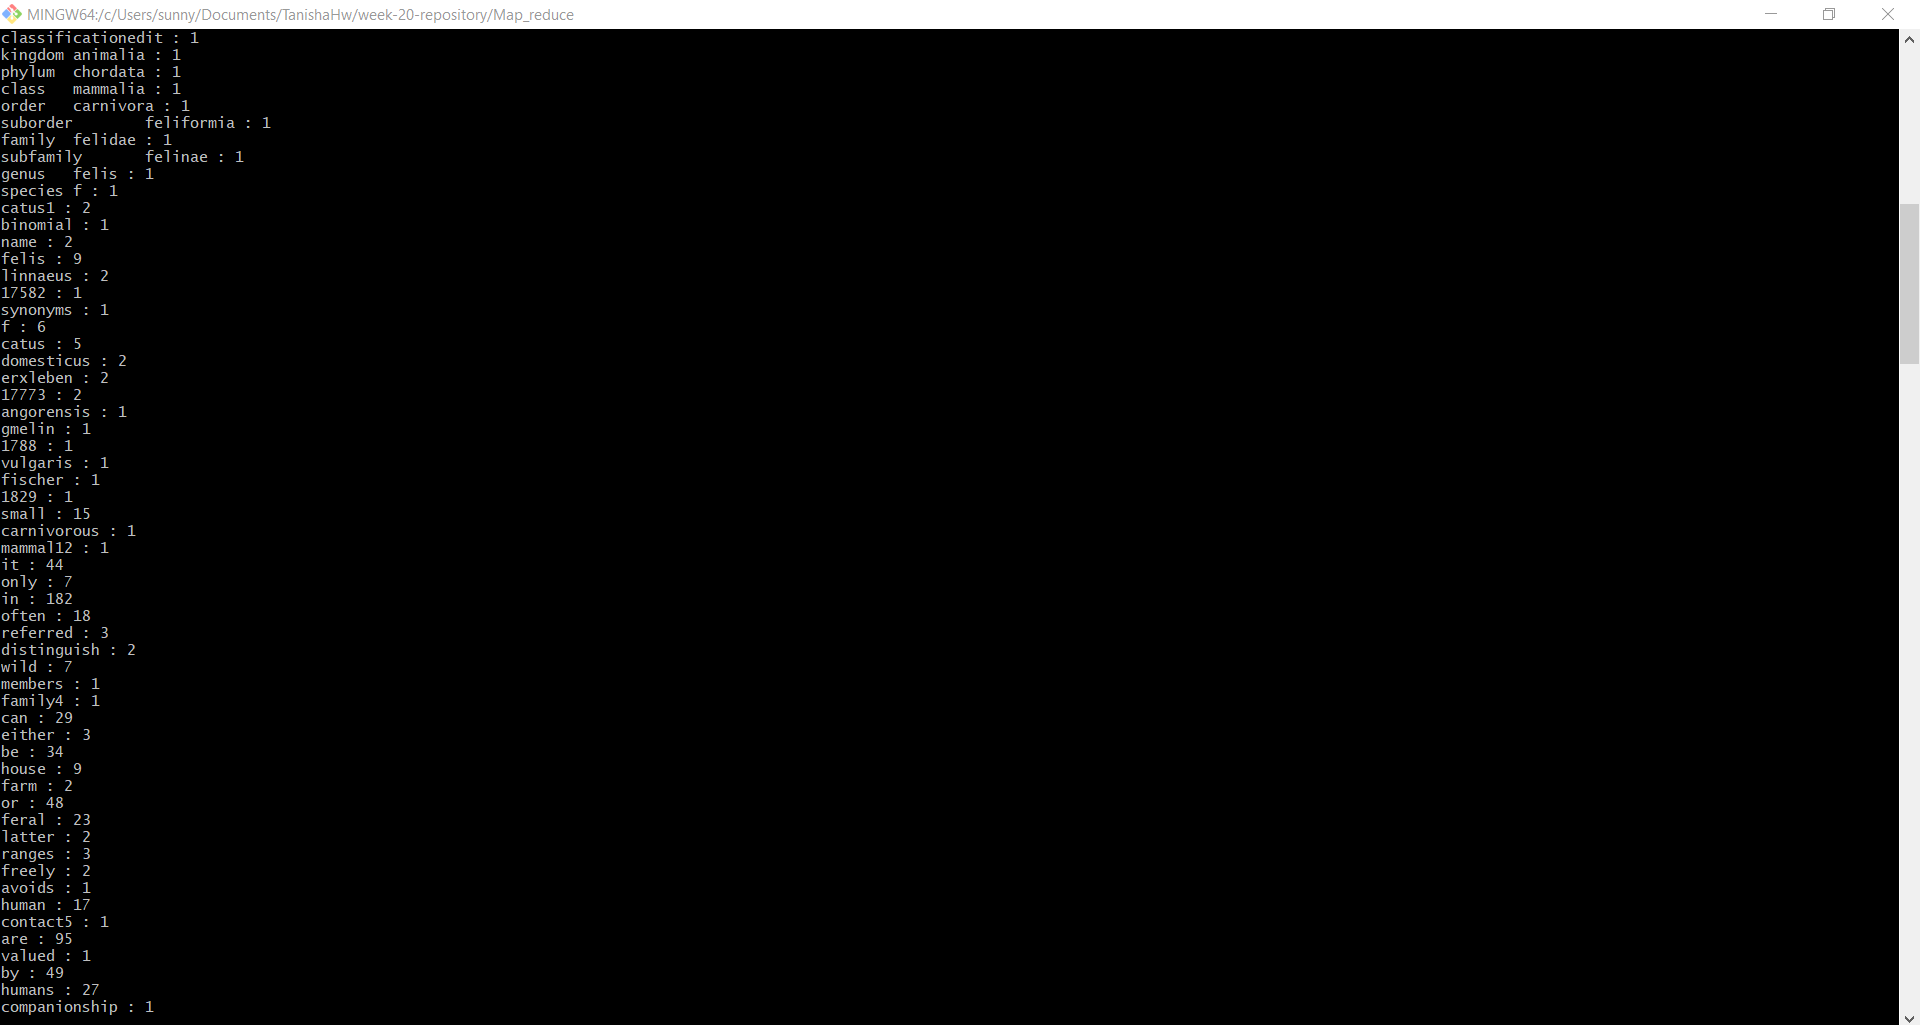 MINGW64:/c/Users/sunny/Documents/TanishaHw/week-20-repository/Map_reduce
classificationedit : 1
kingdom animalia : 1
phylum  chordata : 1
class   mammalia : 1
order   carnivora : 1
suborder        feliformia : 1
family  felidae : 1
subfamily       felinae : 1
genus   felis : 1
species f : 1
catus1 : 2
binomial : 1
name : 2
felis : 9
linnaeus : 2
17582 : 1
synonyms : 1
f : 6
catus : 5
domesticus : 2
erxleben : 2
17773 : 2
angorensis : 1
gmelin : 1
1788 : 1
vulgaris : 1
fischer : 1
1829 : 1
small : 15
carnivorous : 1
mammal12 : 1
it : 44
only : 7
in : 182
often : 18
referred : 3
distinguish : 2
wild : 7
members : 1
family4 : 1
can : 29
either : 3
be : 34
house : 9
farm : 2
or : 48
feral : 23
latter : 2
ranges : 3
freely : 2
avoids : 1
human : 17
contact5 : 1
are : 95
valued : 1
by : 49
humans : 27
companionship : 1